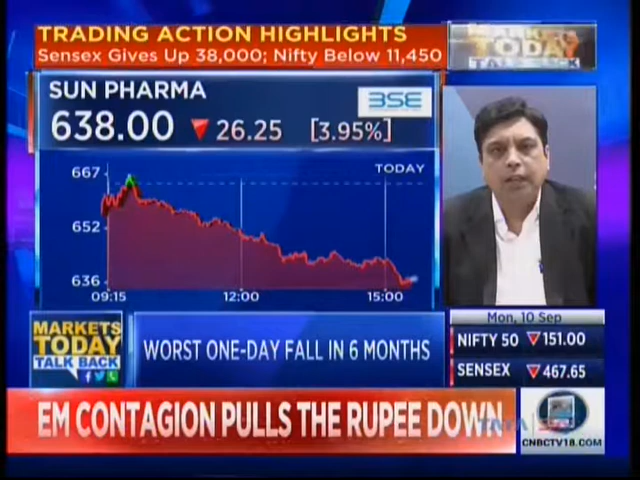 TRADING ACTION HIGHLIGHTS
Sensex Gives Up 38,000; Nifty Below 11,450
MARKETS
TODAY
TALK BACK
SUN PHARMA
BSE
638.00 ▼ 26.25 [3.95%]
TODAY
667
652
636
09:15 12:00 15:00
MARKETS
TODAY
TALK BACK
WORST ONE-DAY FALL IN 6 MONTHS
Mon, 10 Sep
NIFTY 50 ▼151.00
SENSEX ▼467.65
EM CONTAGION PULLS THE RUPEE DOWN
TATA
CNBCTV18.COM